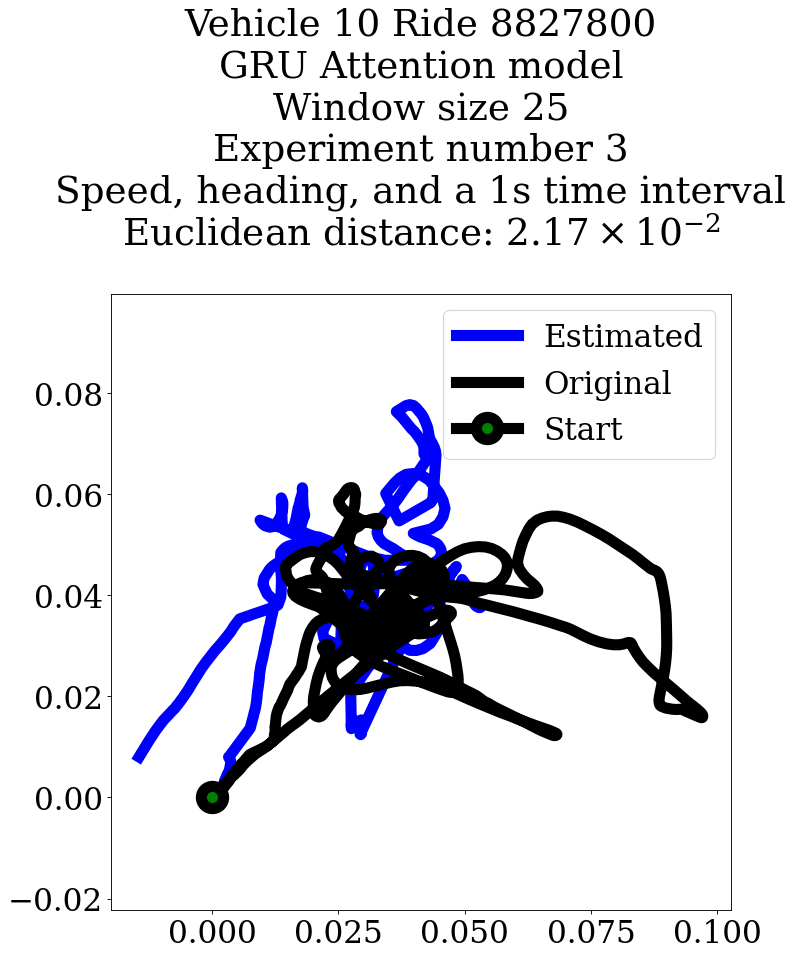 Vehicle 10 Ride 8827800
GRU Attention model
Window size 25
Experiment number 3
Speed, heading, and a 1s time interval
Euclidean distance: 2.17 × 10⁻²
Estimated
Original
Start
0.08
0.06
0.04
0.02
0.00
−0.02
0.000 0.025 0.050 0.075 0.100